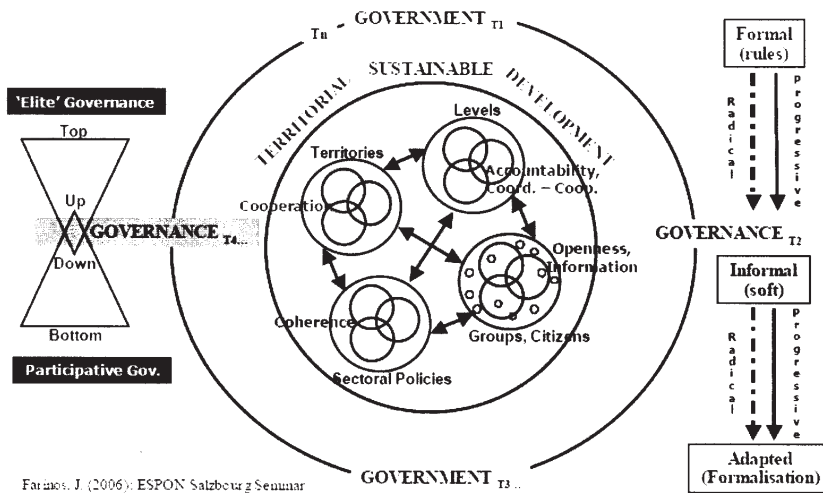 GOVERNMENT T1
Tn
Formal
(rules)
Radical
progressive
'Elite' Governance
Top
Up
GOVERNANCE T4...
Down
Bottom
Participative Gov.
TERRITORIAL SUSTAINABLE DEVELOPMENT
Levels
Accountability,
Coord. – Coop.
Territories
Cooperation
Openness,
Information
Groups, Citizens
Coherence
Sectoral Policies
GOVERNANCE T2
Informal
(soft)
Radical
progressive
Adapted
(Formalisation)
GOVERNMENT T3...
Farinos, J. (2006): ESPON Salzbourg Seminar